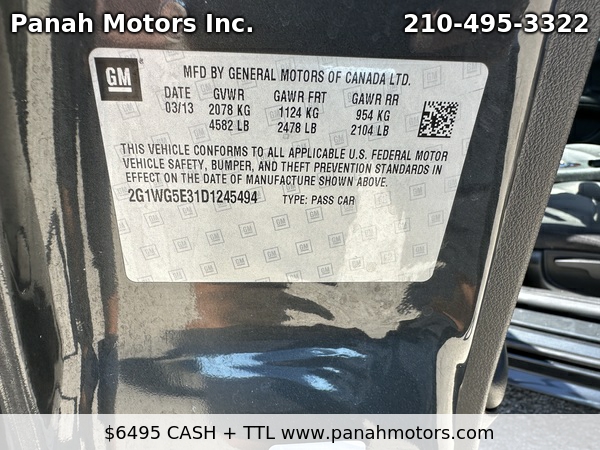 Panah Motors Inc.
210-495-3322
GM
MFD BY GENERAL MOTORS OF CANADA LTD.
DATE GVWR GAWR FRT GAWR RR
03/13 2078 KG 1124 KG 954 KG
4582 LB 2478 LB 2104 LB
THIS VEHICLE CONFORMS TO ALL APPLICABLE U.S. FEDERAL MOTOR
VEHICLE SAFETY, BUMPER, AND THEFT PREVENTION STANDARDS IN
EFFECT ON THE DATE OF MANUFACTURE SHOWN ABOVE.
2G1WG5E31D1245494 TYPE: PASS CAR
$6495 CASH + TTL www.panahmotors.com